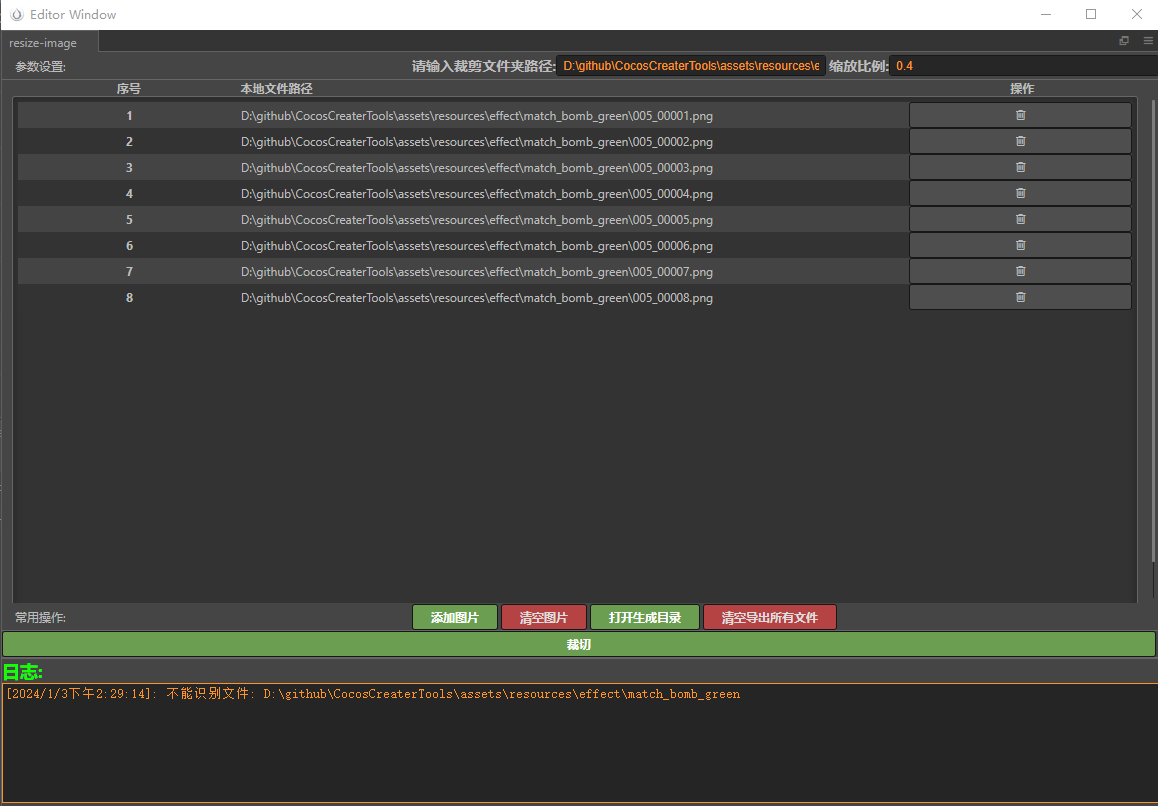 Editor Window
resize-image
参数设置: 请输入裁剪文件夹路径: D:\github\CocosCreaterTools\assets\resources\e 缩放比例: 0.4
序号 本地文件路径 操作
1 D:\github\CocosCreaterTools\assets\resources\effect\match_bomb_green\005_00001.png
2 D:\github\CocosCreaterTools\assets\resources\effect\match_bomb_green\005_00002.png
3 D:\github\CocosCreaterTools\assets\resources\effect\match_bomb_green\005_00003.png
4 D:\github\CocosCreaterTools\assets\resources\effect\match_bomb_green\005_00004.png
5 D:\github\CocosCreaterTools\assets\resources\effect\match_bomb_green\005_00005.png
6 D:\github\CocosCreaterTools\assets\resources\effect\match_bomb_green\005_00006.png
7 D:\github\CocosCreaterTools\assets\resources\effect\match_bomb_green\005_00007.png
8 D:\github\CocosCreaterTools\assets\resources\effect\match_bomb_green\005_00008.png
常用操作: 添加图片 清空图片 打开生成目录 清空导出所有文件
裁切
日志:
[2024/1/3下午2:29:14]: 不能识别文件: D:\github\CocosCreaterTools\assets\resources\effect\match_bomb_green